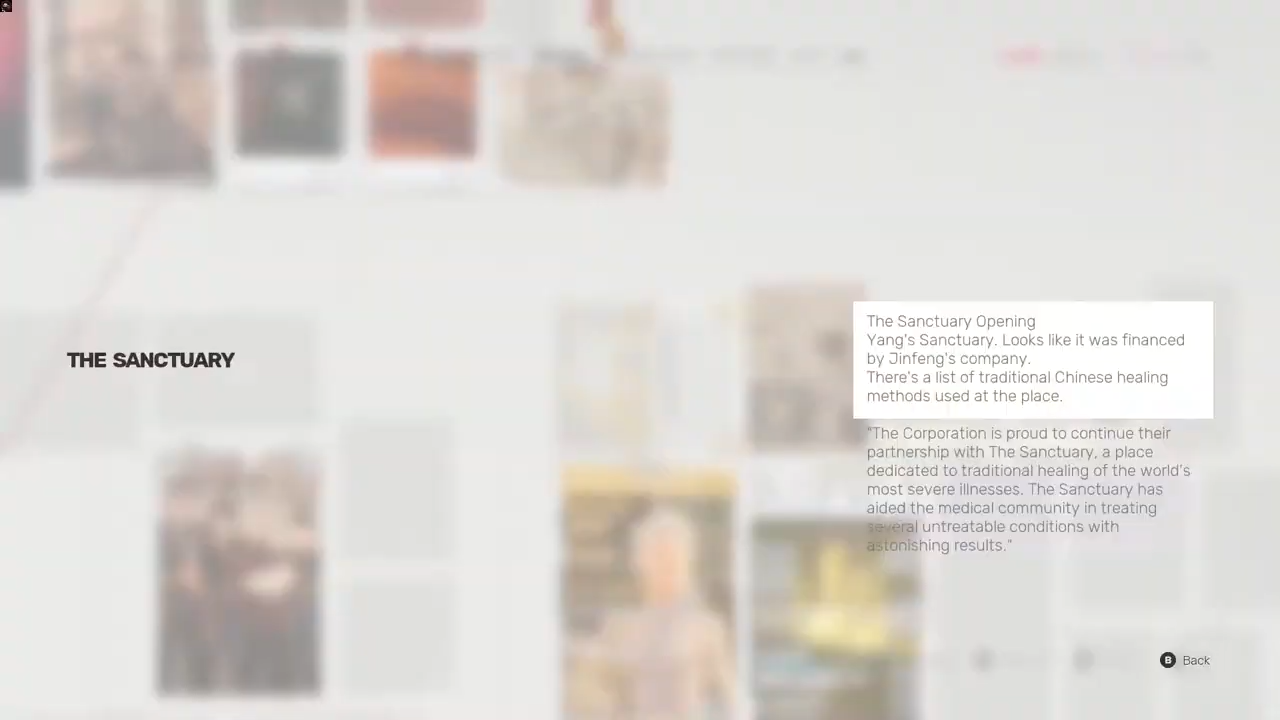 THE SANCTUARY
The Sanctuary Opening
Yang's Sanctuary. Looks like it was financed
by Jinfeng's company.
There's a list of traditional Chinese healing
methods used at the place.
"The Corporation is proud to continue their
partnership with The Sanctuary, a place
dedicated to traditional healing of the world's
most severe illnesses. The Sanctuary has
aided the medical community in treating
several untreatable conditions with
astonishing results."
B Back